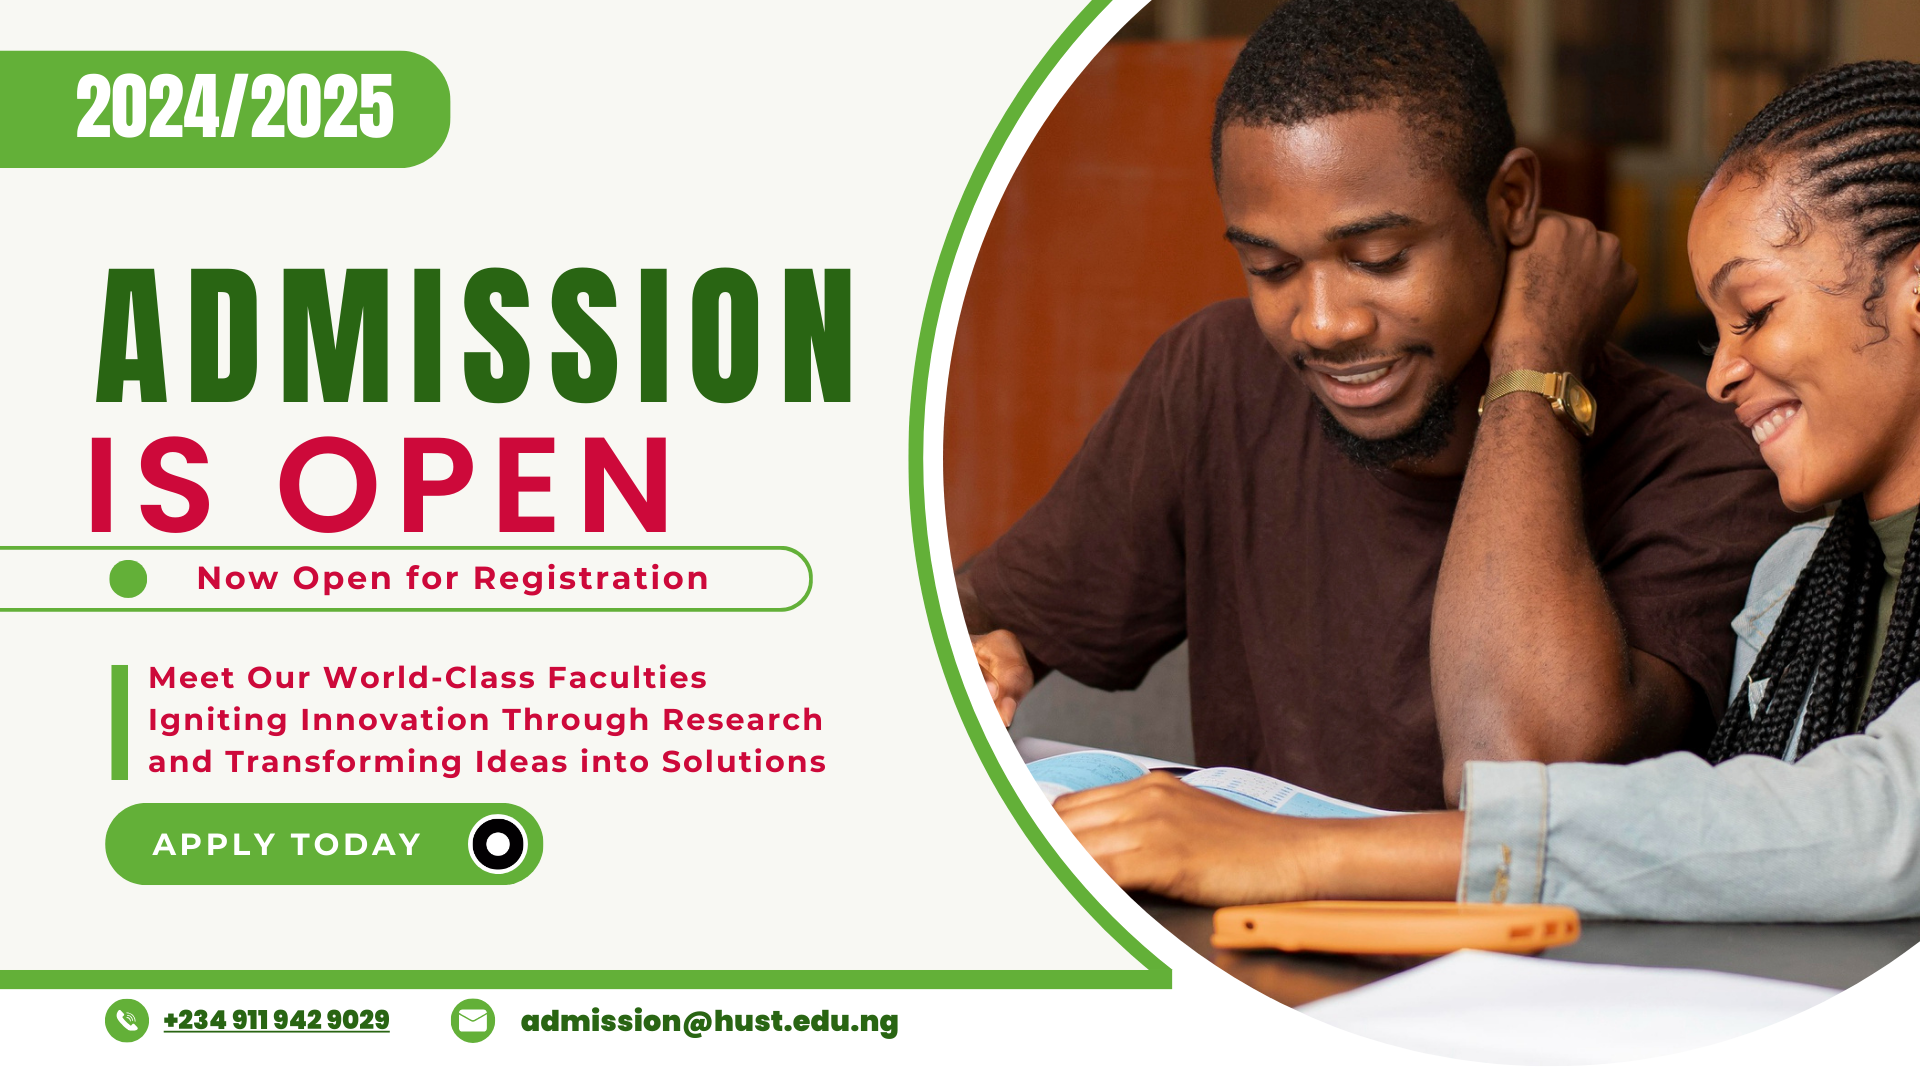 2024/2025
ADMISSION
IS OPEN
Now Open for Registration
Meet Our World-Class Faculties
Igniting Innovation Through Research
and Transforming Ideas into Solutions
APPLY TODAY
+234 911 942 9029
admission@hust.edu.ng